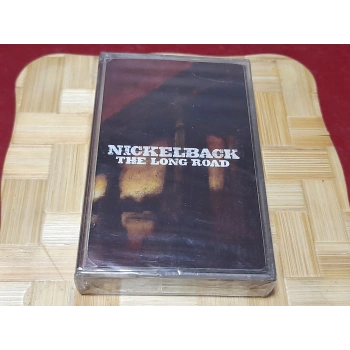 NICKELBACK
THE LONG ROAD